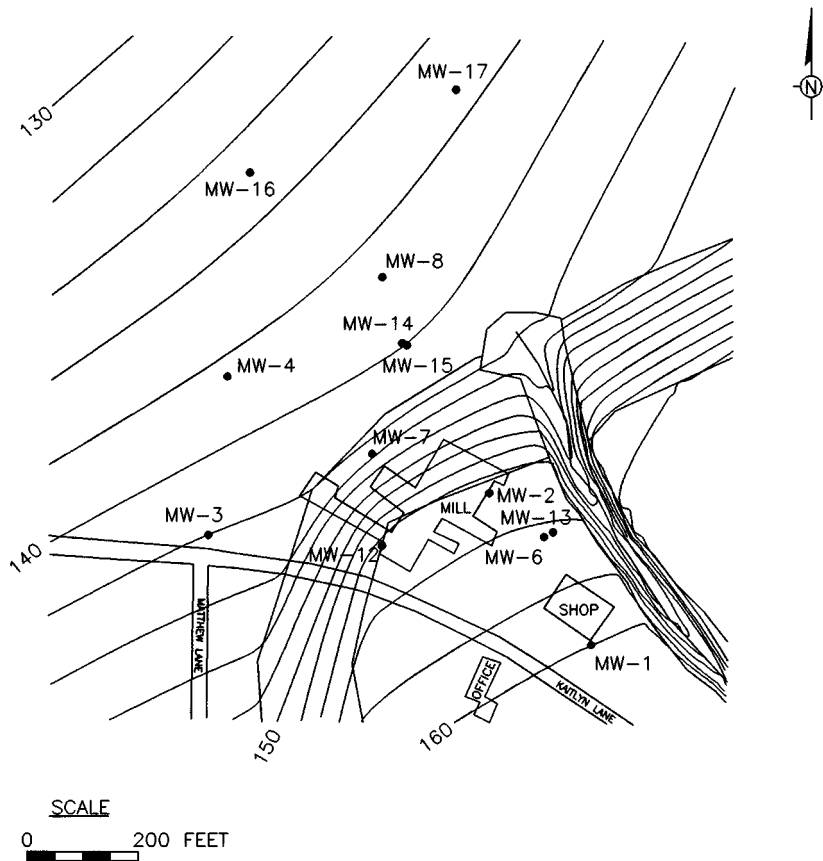 N
MW-17
130
MW-16
MW-8
MW-14
MW-15
MW-4
MW-7
MW-2
MILL
MW-3
MW-13
MW-12
MW-6
140
SHOP
MATTHEW LANE
MW-1
OFFICE
KAITLYN LANE
150
160
SCALE
0 200 FEET